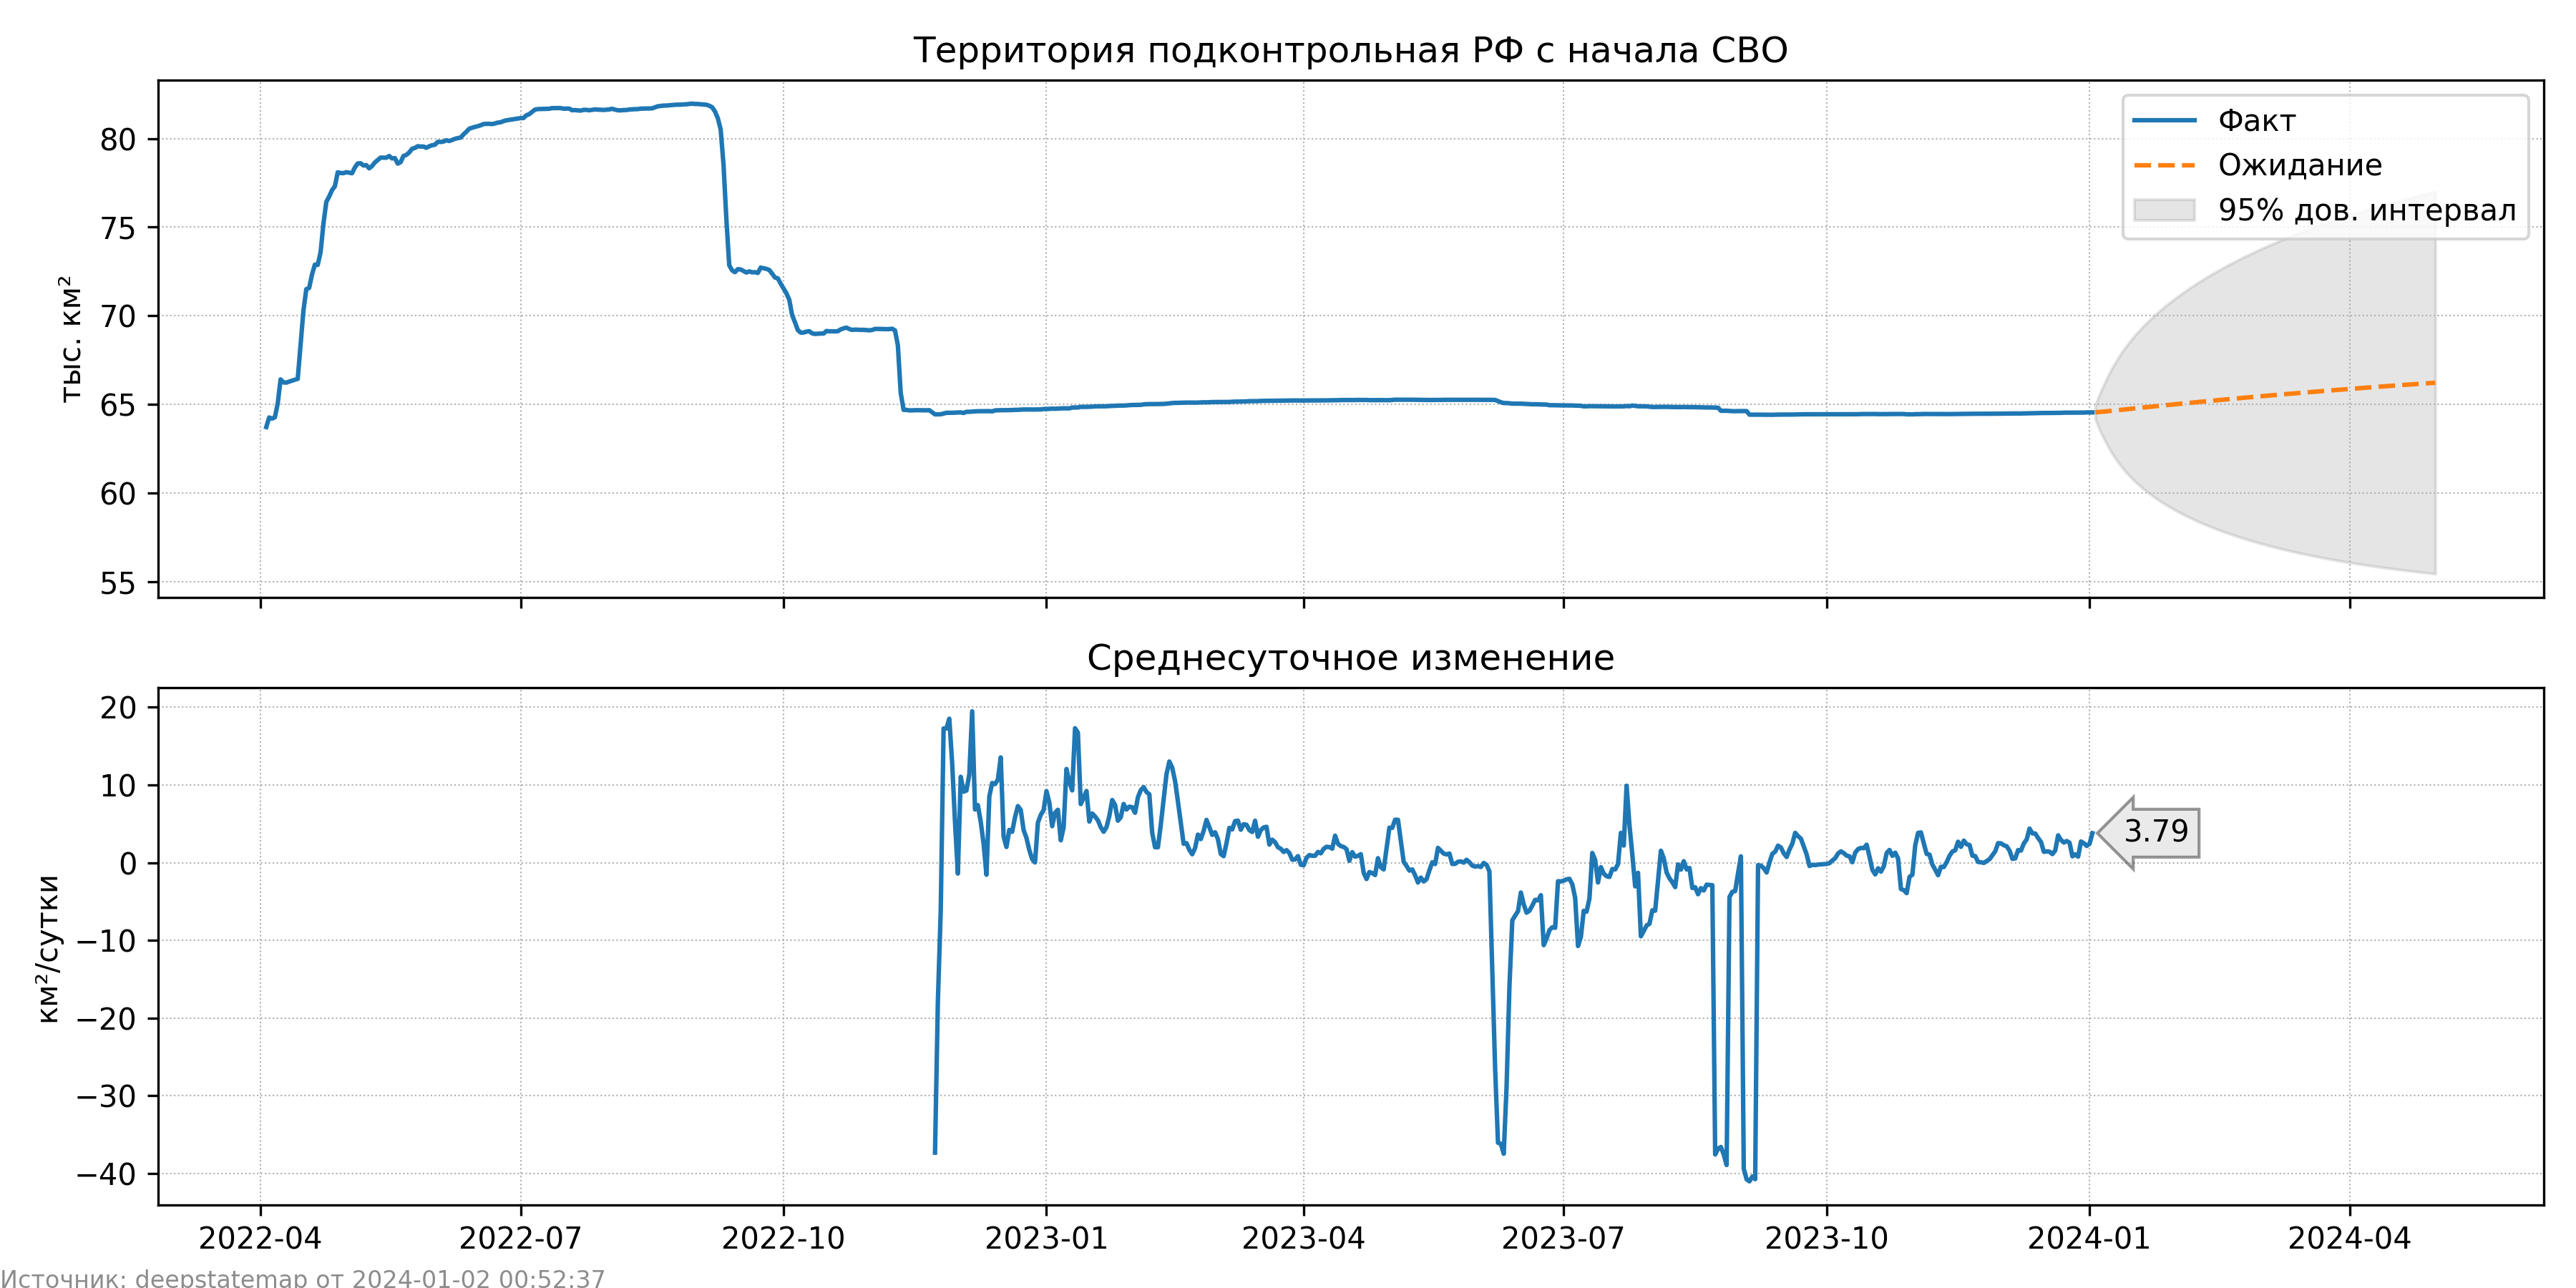 Территория подконтрольная РФ с начала СВО
Факт
Ожидание
95% дов. интервал
тыс. км²
80
75
70
65
60
55
Среднесуточное изменение
км²/сутки
20
10
0
−10
−20
−30
−40
3.79
2022-04 2022-07 2022-10 2023-01 2023-04 2023-07 2023-10 2024-01 2024-04
Источник: deepstatemap от 2024-01-02 00:52:37